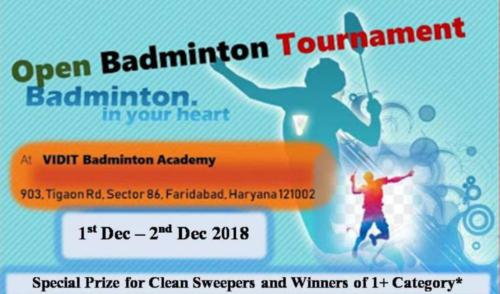 Open Badminton Tournament
Badminton.
in your heart
At VIDIT Badminton Academy
903, Tigaon Rd, Sector 86, Faridabad, Haryana 121002
1st Dec – 2nd Dec 2018
Special Prize for Clean Sweepers and Winners of 1+ Category*